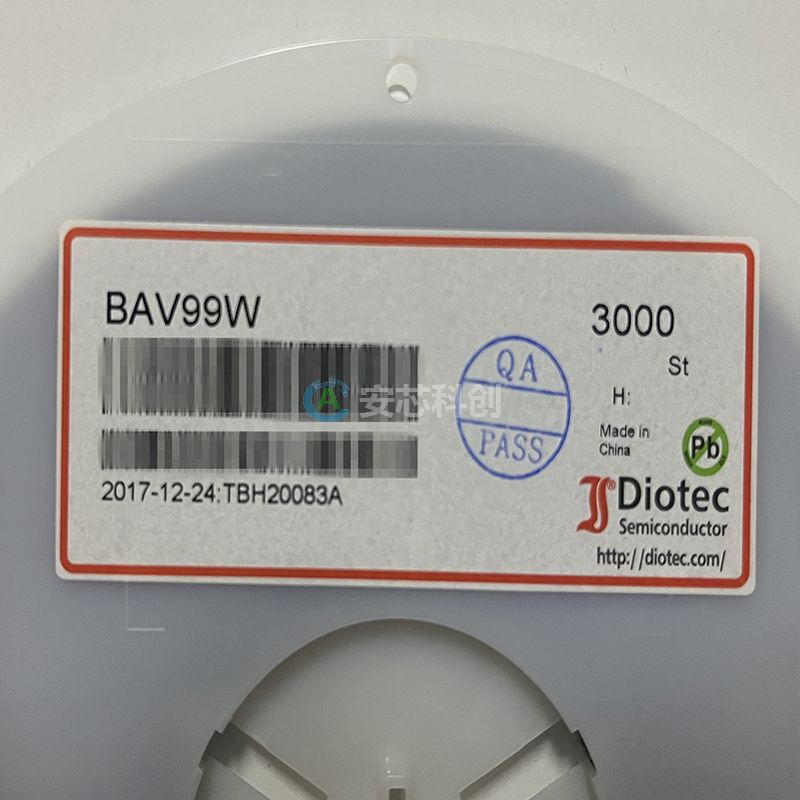 BAV99W
3000
St
H:
QA
PASS
安芯科创
Made in
China
Pb
2017-12-24:TBH20083A
Diotec
Semiconductor
http://diotec.com/